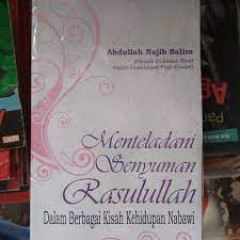 Abdullah Najib Salim
Menteladani
Senyuman
Rasulullah
Dalam Berbagai Kisah Kehidupan Nabawi